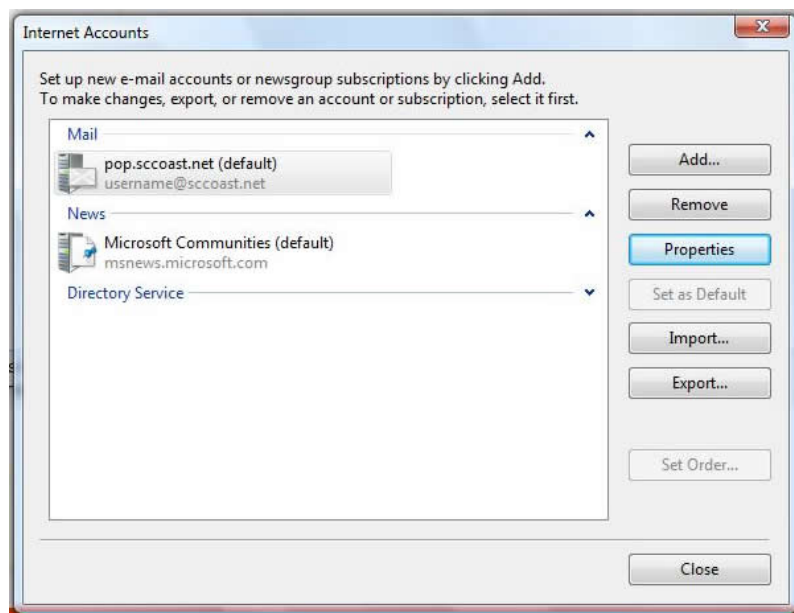 Internet Accounts
Set up new e-mail accounts or newsgroup subscriptions by clicking Add.
To make changes, export, or remove an account or subscription, select it first.
Mail
pop.sccoast.net (default)
username@sccoast.net
News
Microsoft Communities (default)
msnews.microsoft.com
Directory Service
Add...
Remove
Properties
Set as Default
Import...
Export...
Set Order...
Close